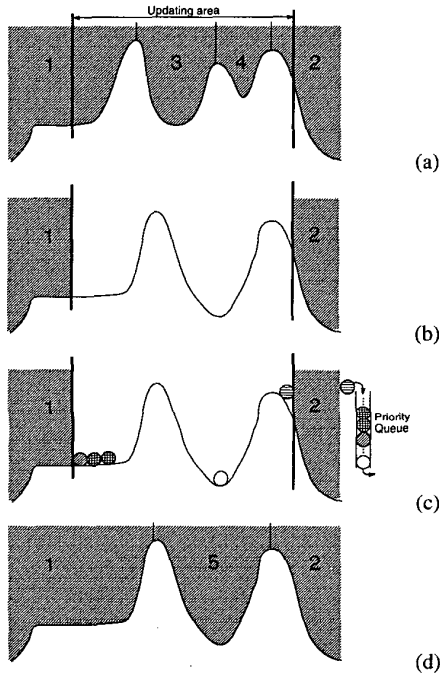 Updating area
1 3 4 2
(a)
1 2
(b)
1 2
Priority
Queue
(c)
1 5 2
(d)